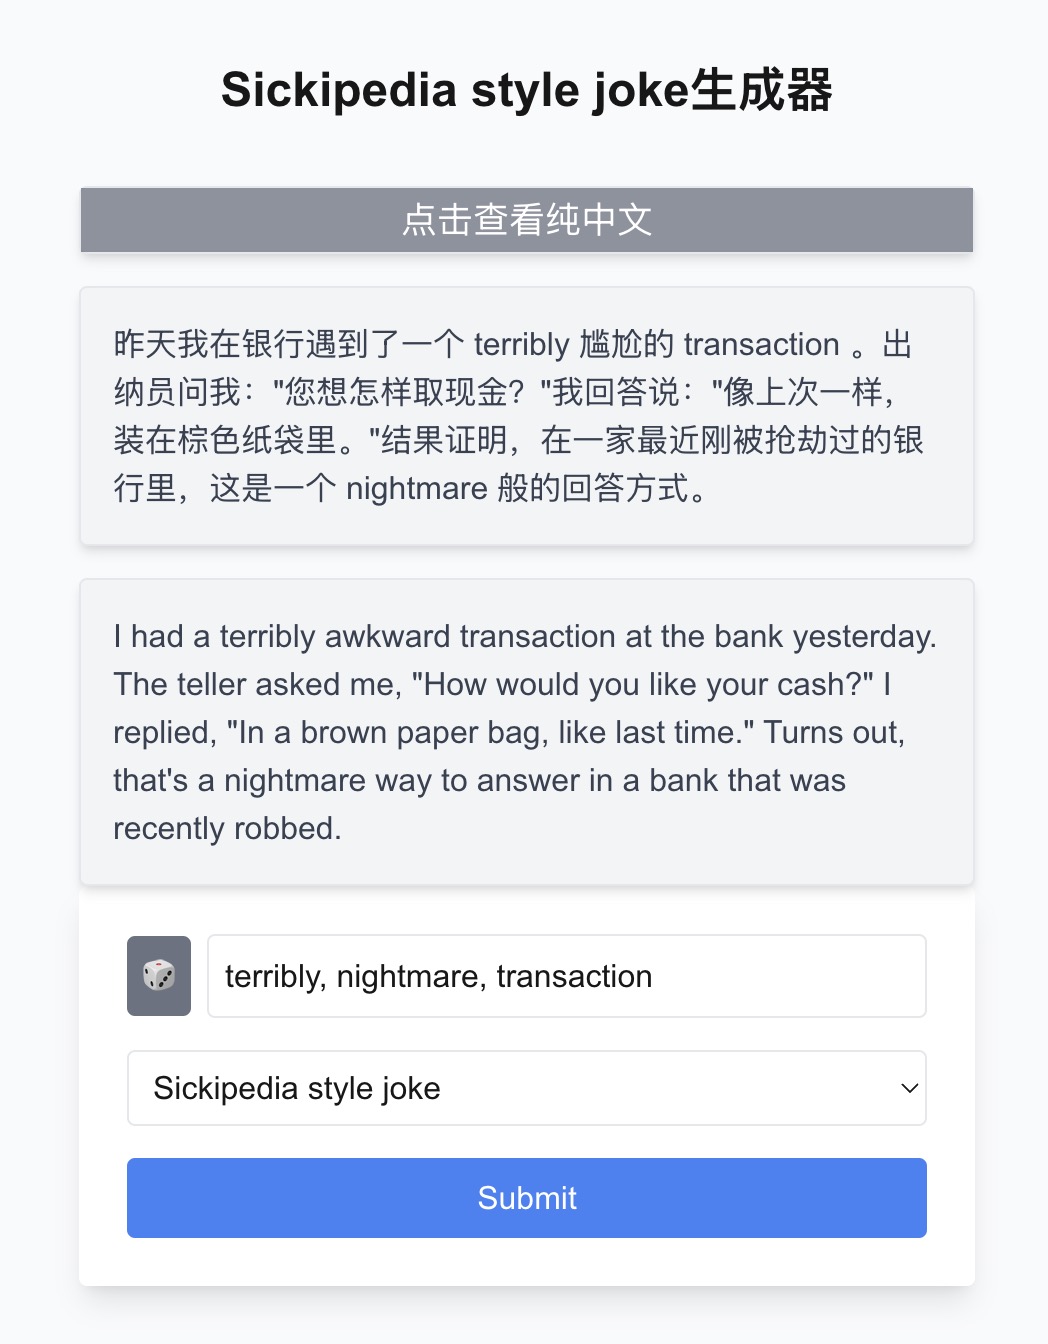 Sickipedia style joke生成器
点击查看纯中文
昨天我在银行遇到了一个 terribly 尴尬的 transaction 。出
纳员问我："您想怎样取现金？"我回答说："像上次一样，
装在棕色纸袋里。"结果证明，在一家最近刚被抢劫过的银
行里，这是一个 nightmare 般的回答方式。
I had a terribly awkward transaction at the bank yesterday.
The teller asked me, "How would you like your cash?" I
replied, "In a brown paper bag, like last time." Turns out,
that's a nightmare way to answer in a bank that was
recently robbed.
terribly, nightmare, transaction
Sickipedia style joke
Submit